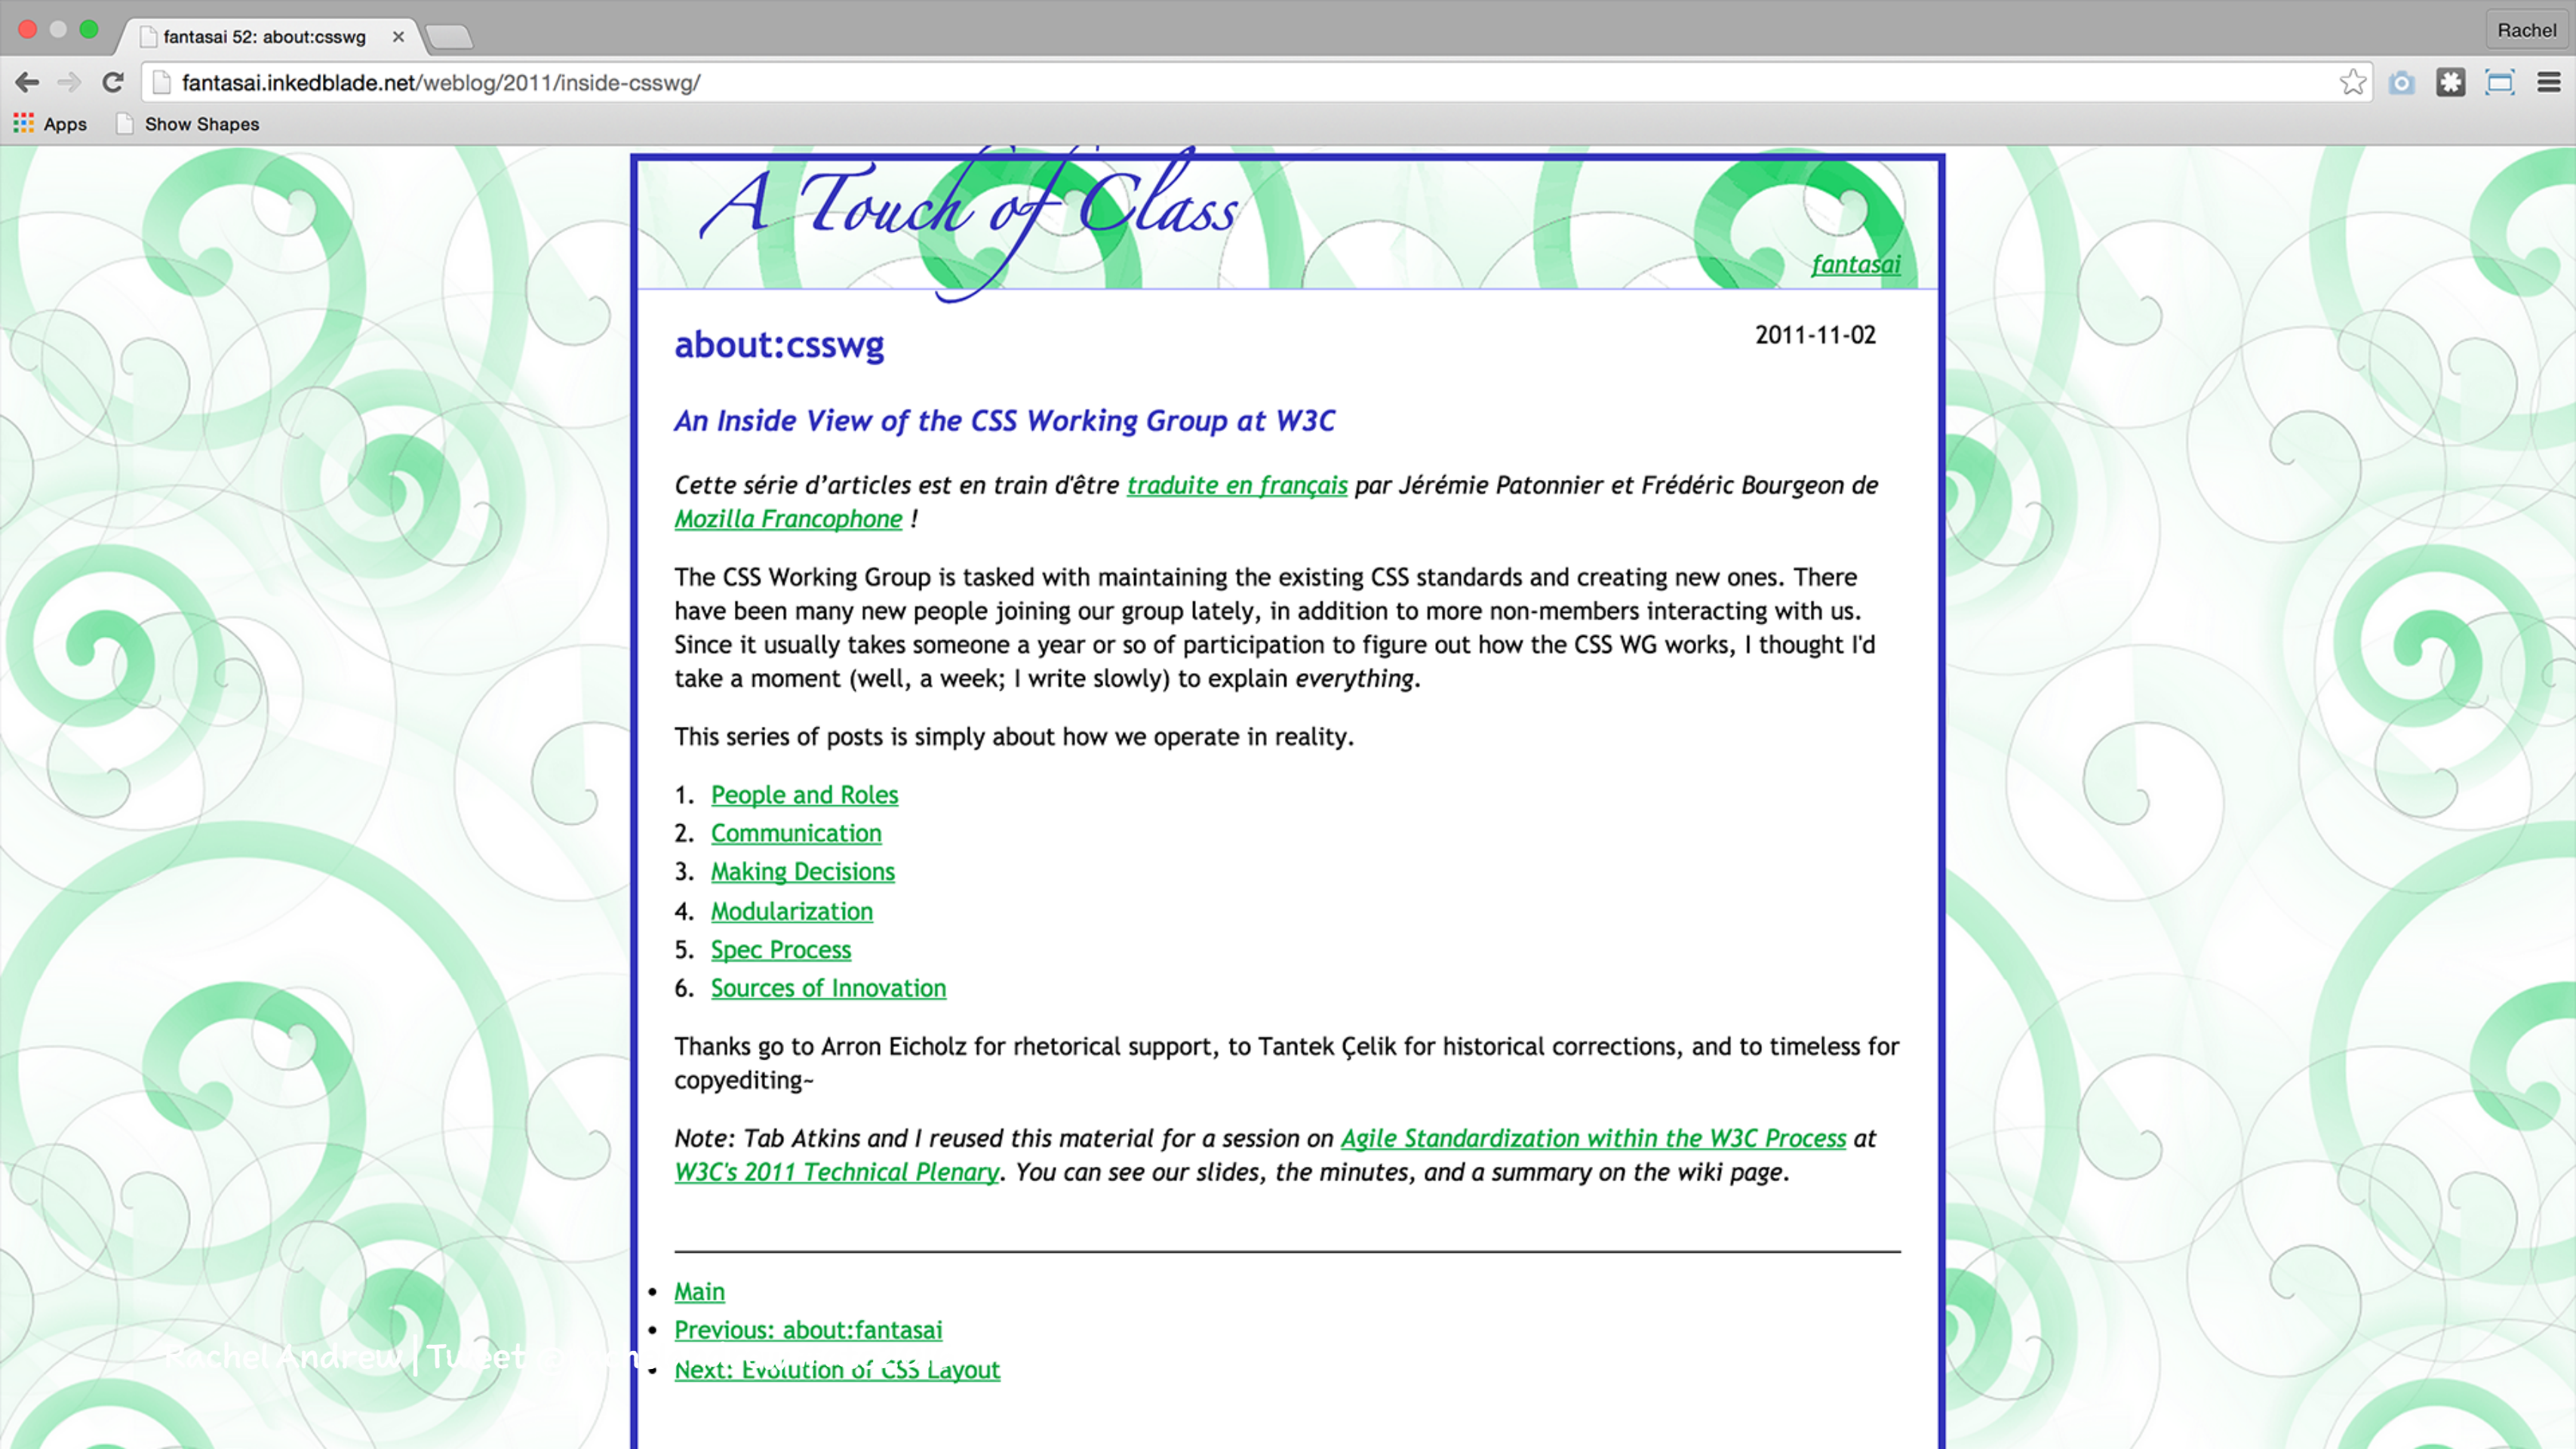 fantasai 52: about:csswg
Rachel
fantasai.inkedblade.net/weblog/2011/inside-csswg/
Apps Show Shapes
A Touch of Class
fantasai
about:csswg
2011-11-02
An Inside View of the CSS Working Group at W3C
Cette série d’articles est en train d'être traduite en français par Jérémie Patonnier et Frédéric Bourgeon de
Mozilla Francophone !
The CSS Working Group is tasked with maintaining the existing CSS standards and creating new ones. There
have been many new people joining our group lately, in addition to more non-members interacting with us.
Since it usually takes someone a year or so of participation to figure out how the CSS WG works, I thought I'd
take a moment (well, a week; I write slowly) to explain everything.
This series of posts is simply about how we operate in reality.
1. People and Roles
2. Communication
3. Making Decisions
4. Modularization
5. Spec Process
6. Sources of Innovation
Thanks go to Arron Eicholz for rhetorical support, to Tantek Çelik for historical corrections, and to timeless for
copyediting~
Note: Tab Atkins and I reused this material for a session on Agile Standardization within the W3C Process at
W3C's 2011 Technical Plenary. You can see our slides, the minutes, and a summary on the wiki page.
• Main
• Previous: about:fantasai
Rachel Andrew | Tweet
• Next: Evolution of CSS Layout